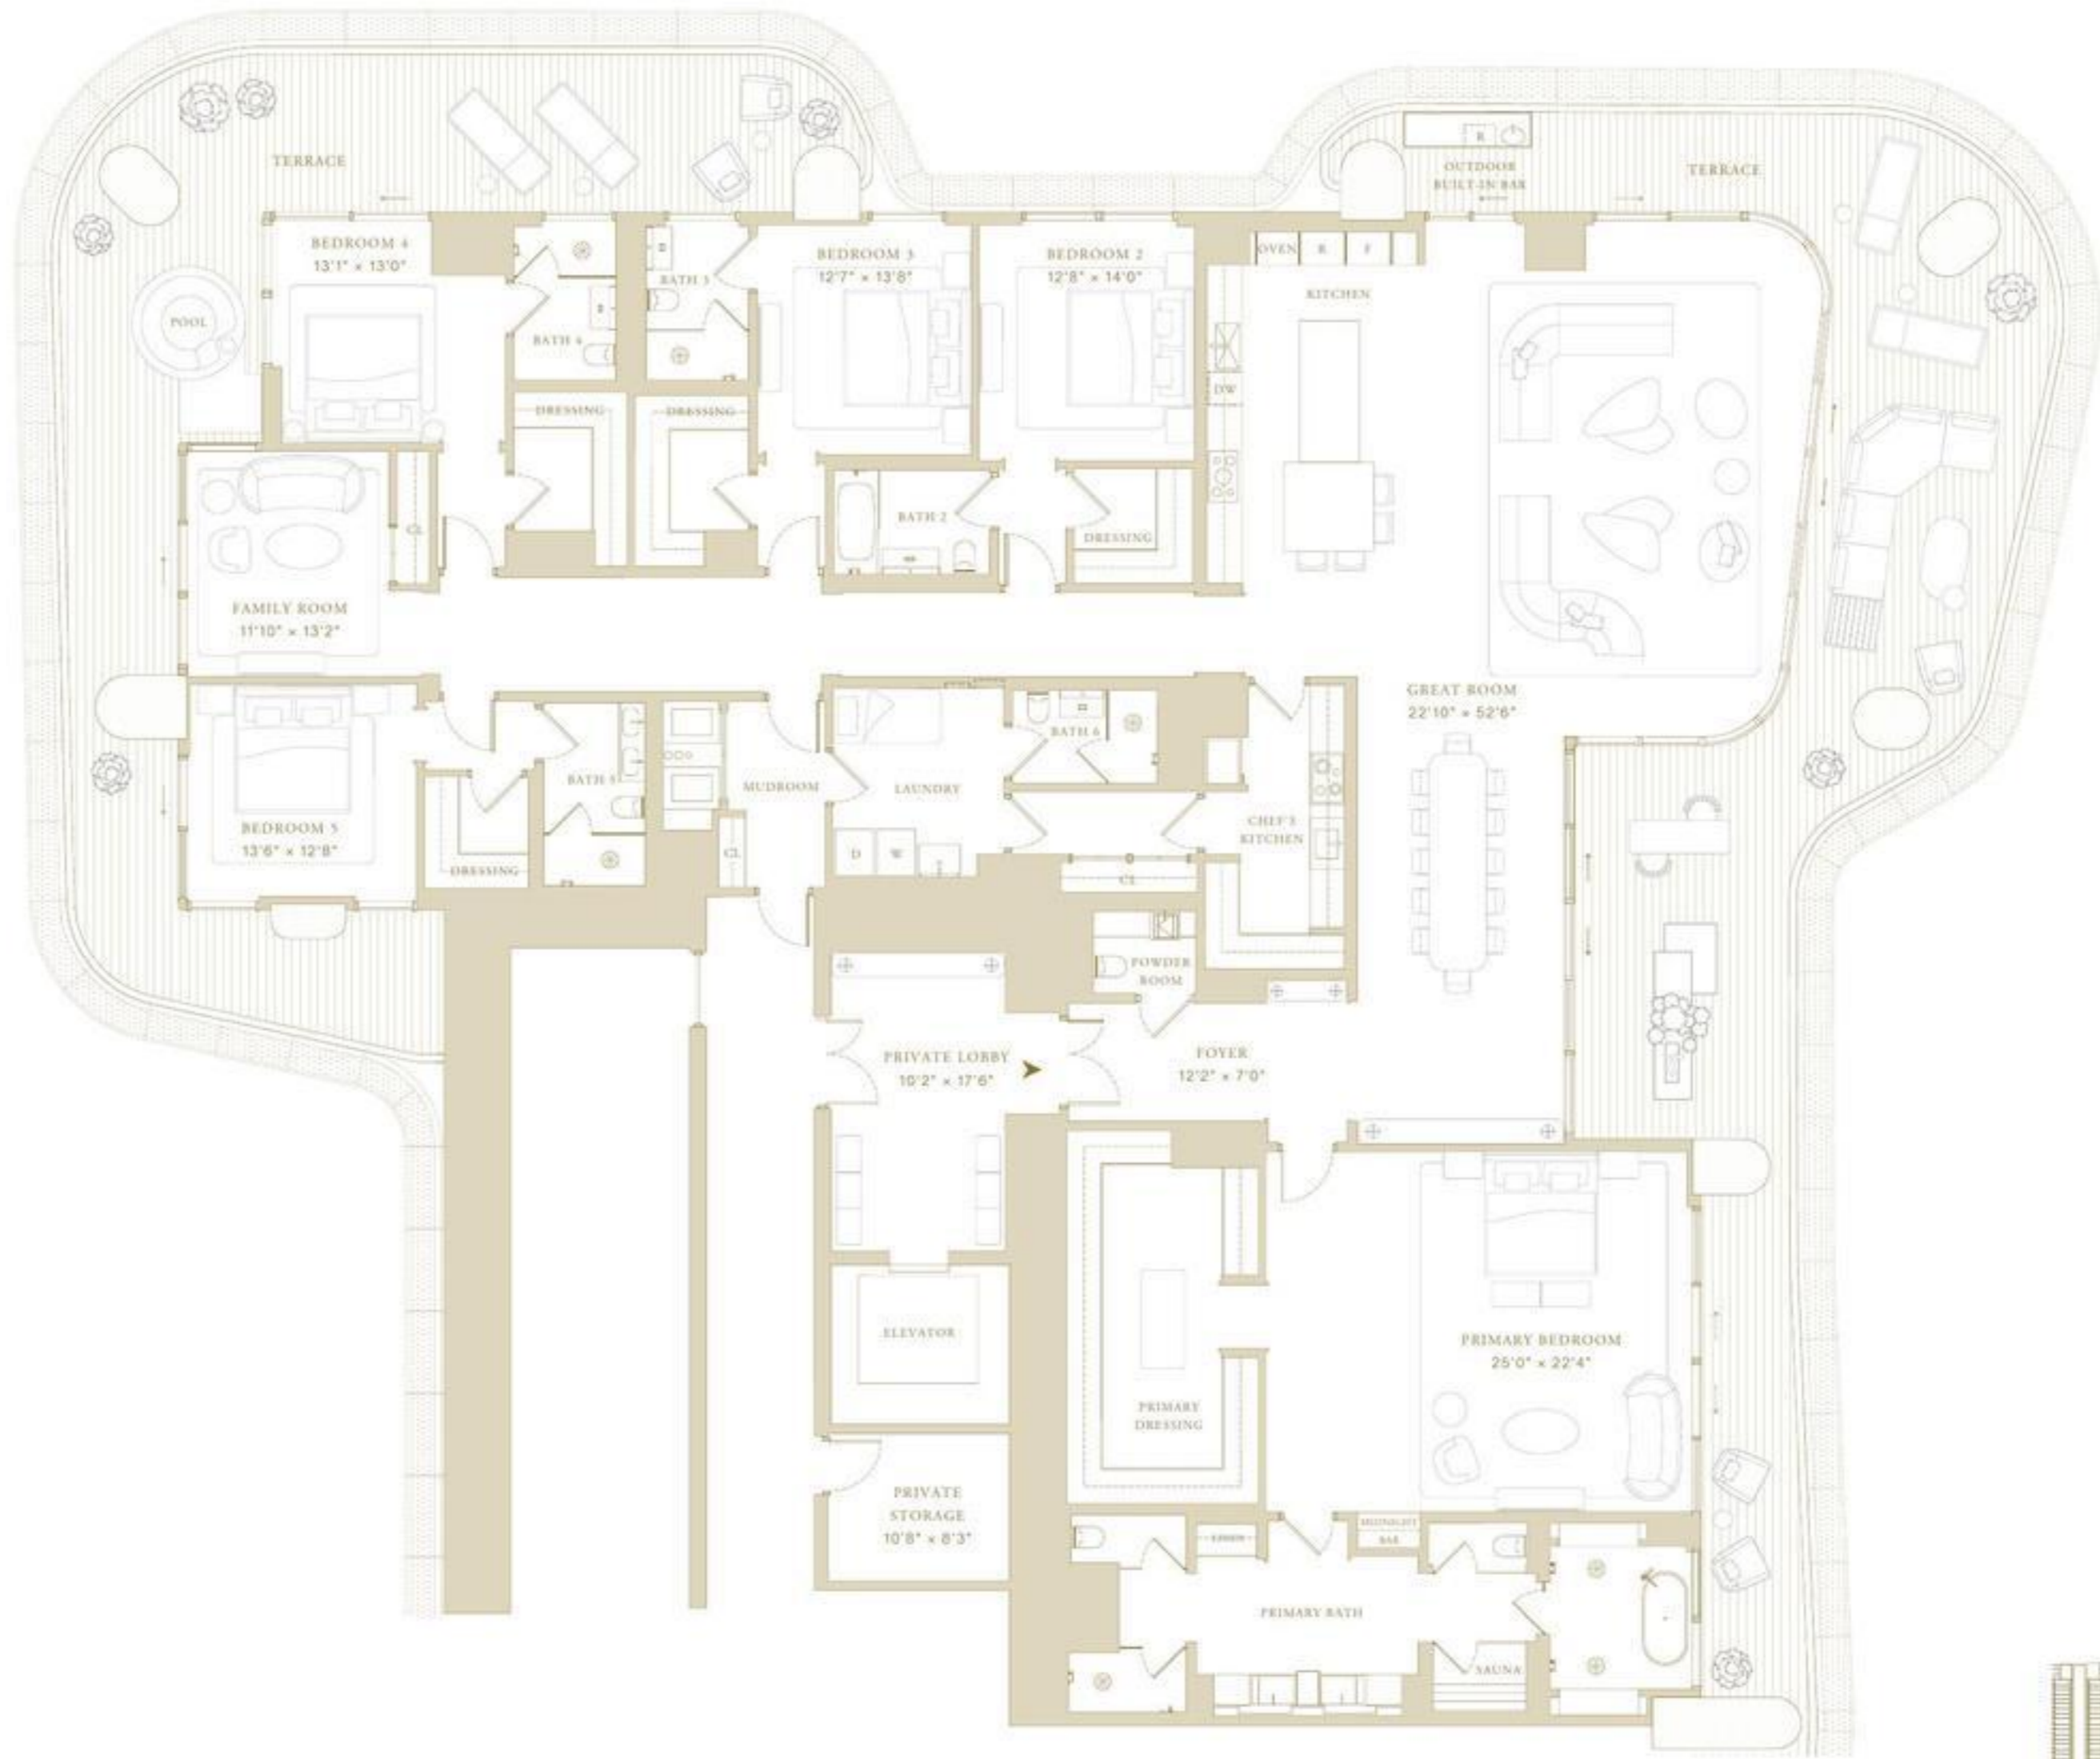 TERRACE
OUTDOOR
BUILT-IN BAR
R
TERRACE
BEDROOM 4
13'1" × 13'0"
BATH 3
BEDROOM 3
12'7" × 13'8"
BEDROOM 2
12'8" × 14'0"
OVEN
R
F
KITCHEN
POOL
BATH 4
DW
DRESSING
DRESSING
CL
BATH 2
DRESSING
FAMILY ROOM
11'10" × 13'2"
GREAT ROOM
22'10" × 52'6"
BATH 6
BATH 5
MUDROOM
LAUNDRY
BEDROOM 5
13'6" × 12'8"
CHEF'S
KITCHEN
DRESSING
CL
D
W
CL
POWDER
ROOM
PRIVATE LOBBY
10'2" × 17'6"
FOYER
12'2" × 7'0"
ELEVATOR
PRIMARY BEDROOM
25'0" × 22'4"
PRIMARY
DRESSING
PRIVATE
STORAGE
10'8" × 8'3"
LINEN
MIDNIGHT
BAR
PRIMARY BATH
SAUNA